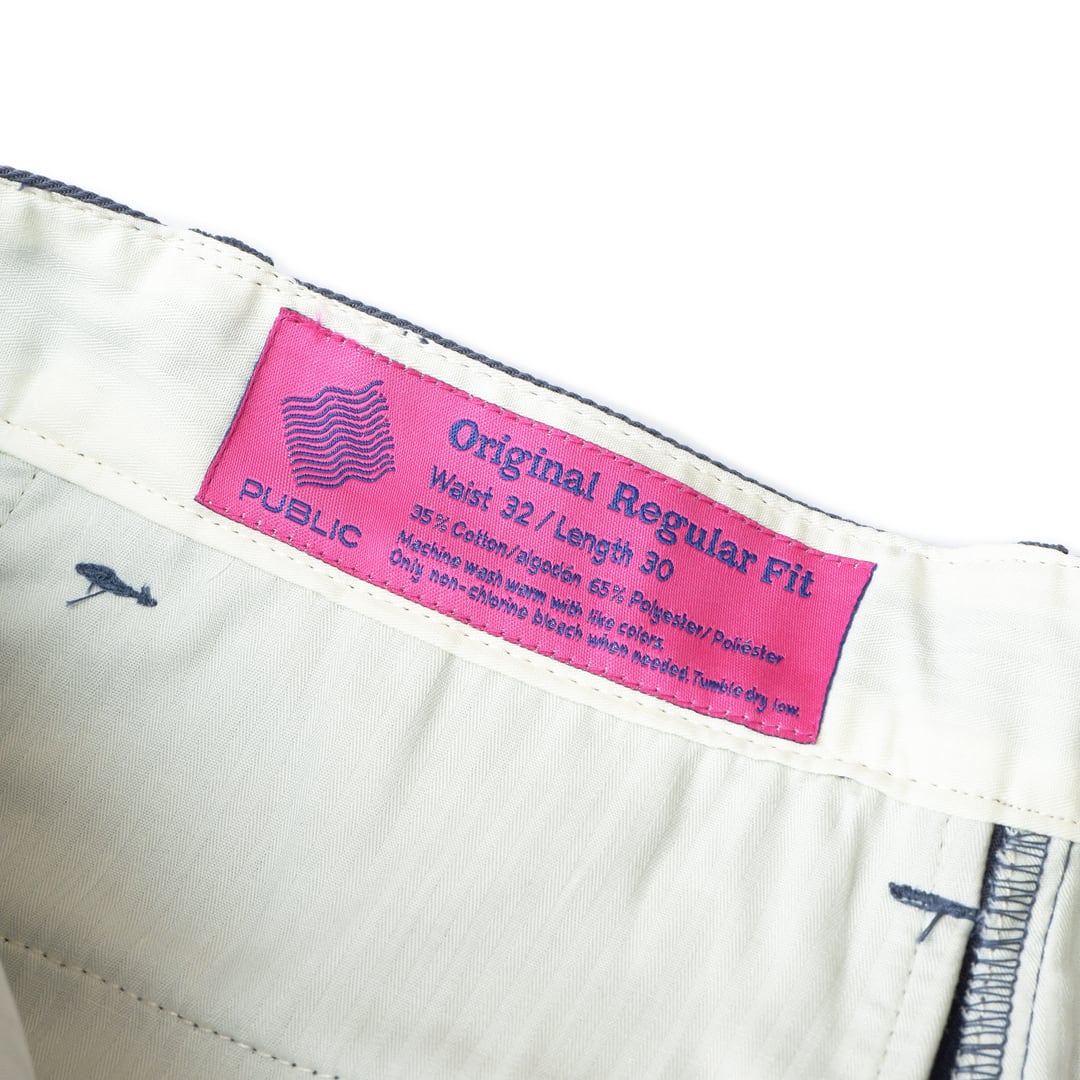 PUBLIC
Original Regular Fit
Waist 32 / Length 30
35% Cotton/algodón 65% Polyester/Poliéster
Machine wash warm with like colors.
Only non-chlorine bleach when needed. Tumble dry low.